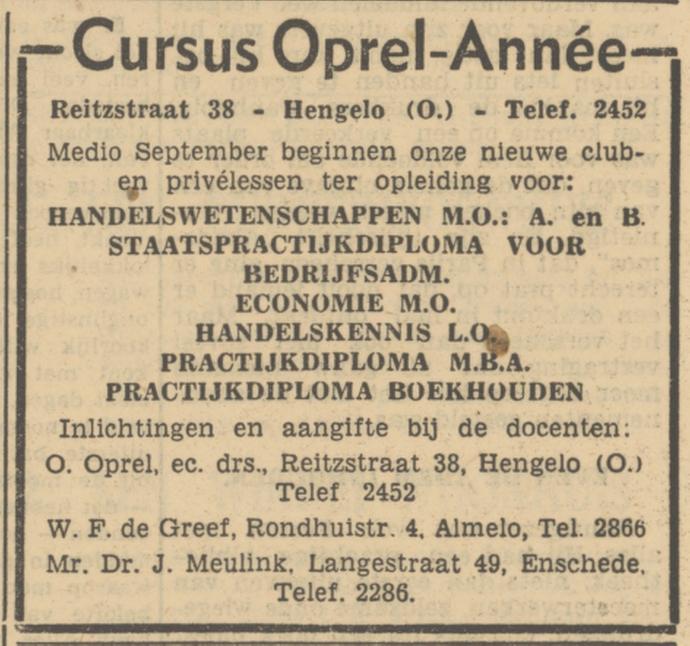 Cursus Oprel-Année
Reitzstraat 38 - Hengelo (O.) - Telef. 2452
Medio September beginnen onze nieuwe club-
en privélessen ter opleiding voor:
HANDELSWETENSCHAPPEN M.O.: A. en B.
STAATSPRACTIJKDIPLOMA VOOR
BEDRIJFSADM.
ECONOMIE M.O.
HANDELSKENNIS L.O.
PRACTIJKDIPLOMA M.B.A.
PRACTIJKDIPLOMA BOEKHOUDEN
Inlichtingen en aangifte bij de docenten:
O. Oprel, ec. drs., Reitzstraat 38, Hengelo (O.)
Telef 2452
W. F. de Greef, Rondhuistr. 4, Almelo, Tel. 2866
Mr. Dr. J. Meulink, Langestraat 49, Enschede,
Telef. 2286.